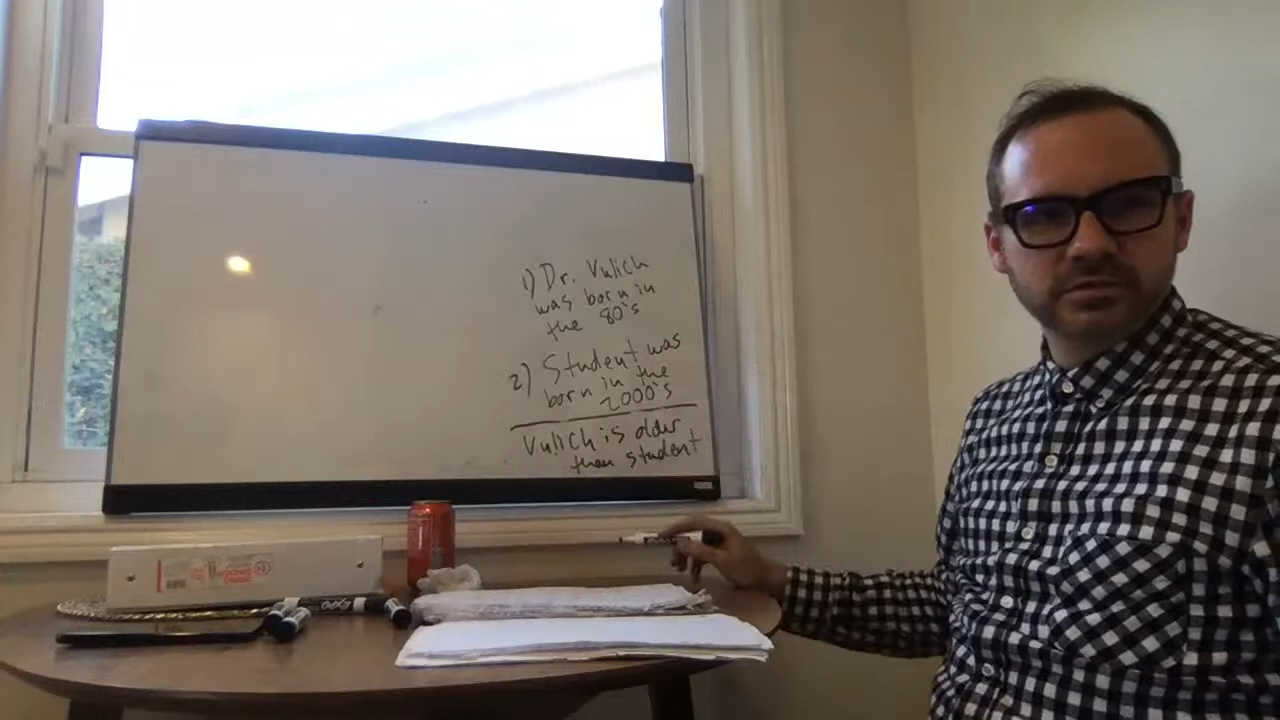 1) Dr. Vulich
was born in
the 80's
2) Student was
born in the
2000's
Vulich is older
than student
EXPO